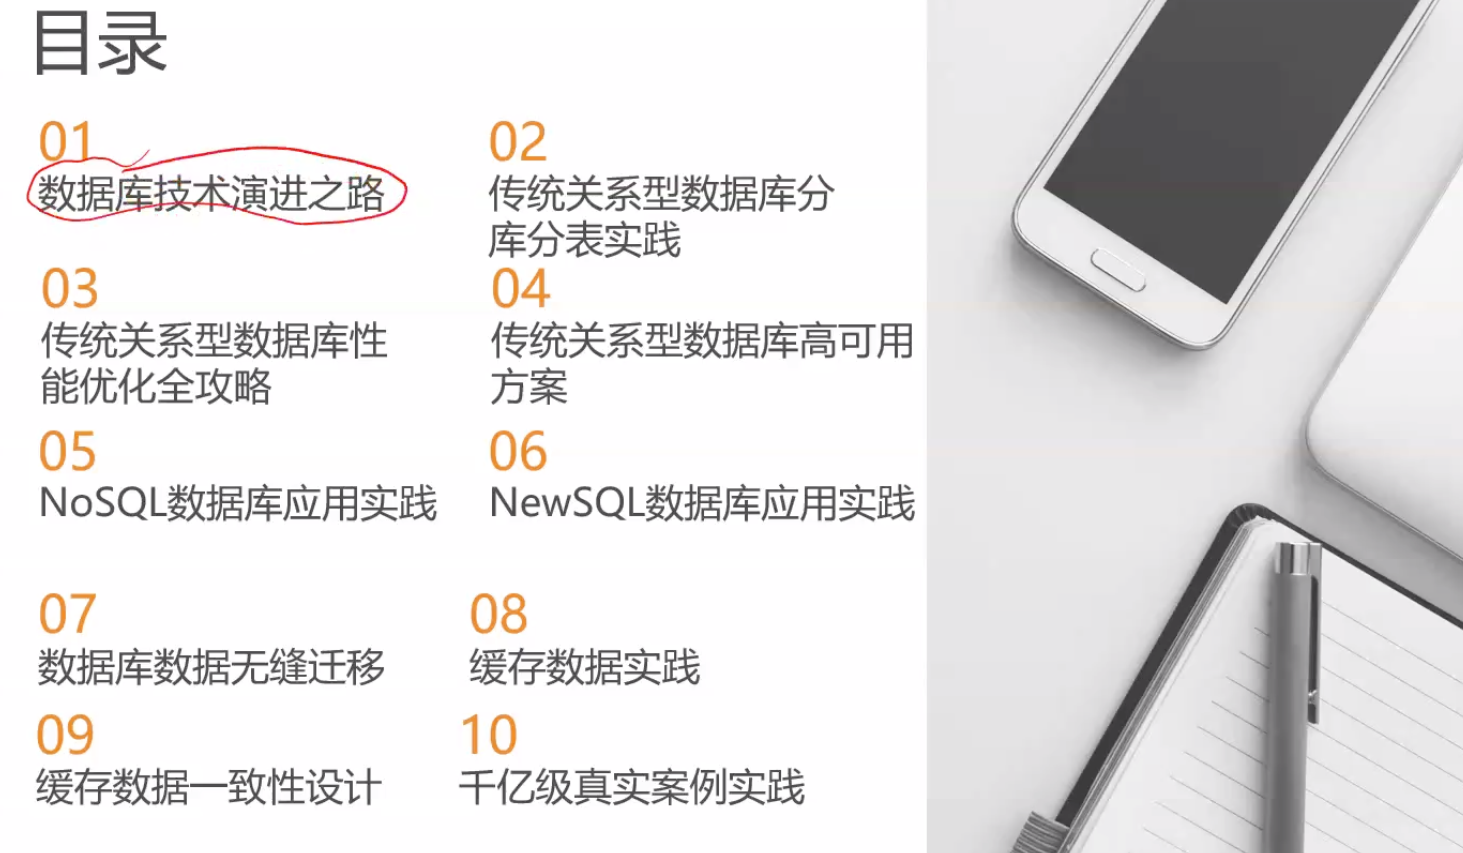 目录
01
数据库技术演进之路
02
传统关系型数据库分
库分表实践
03
传统关系型数据库性
能优化全攻略
04
传统关系型数据库高可用
方案
05
NoSQL数据库应用实践
06
NewSQL数据库应用实践
07
数据库数据无缝迁移
08
缓存数据实践
09
缓存数据一致性设计
10
千亿级真实案例实践